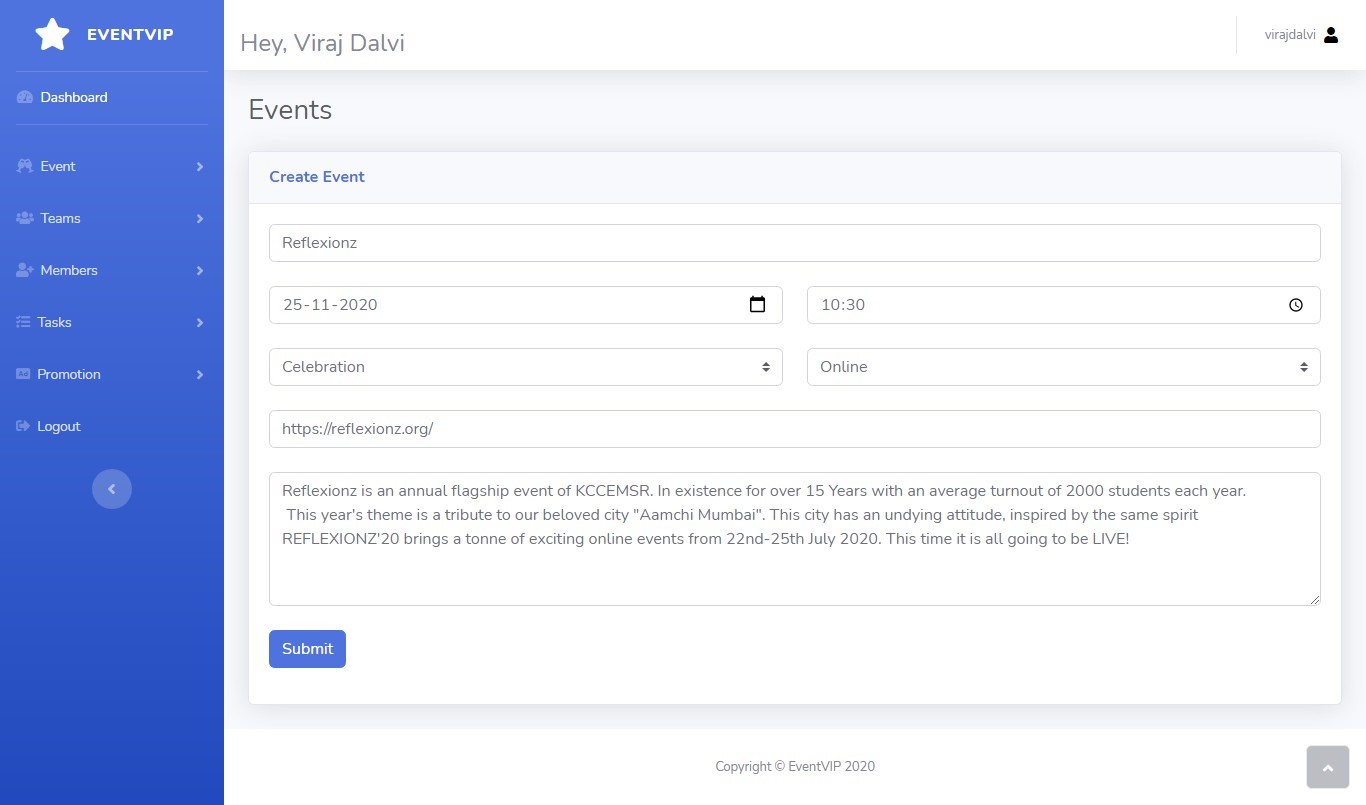 EVENTVIP
Hey, Viraj Dalvi
virajdalvi
Dashboard
Event
Teams
Members
Tasks
Promotion
Logout
Events
Create Event
Reflexionz
25-11-2020
10:30
Celebration
Online
https://reflexionz.org/
Reflexionz is an annual flagship event of KCCEMSR. In existence for over 15 Years with an average turnout of 2000 students each year.
This year's theme is a tribute to our beloved city "Aamchi Mumbai". This city has an undying attitude, inspired by the same spirit
REFLEXIONZ'20 brings a tonne of exciting online events from 22nd-25th July 2020. This time it is all going to be LIVE!
Submit
Copyright © EventVIP 2020